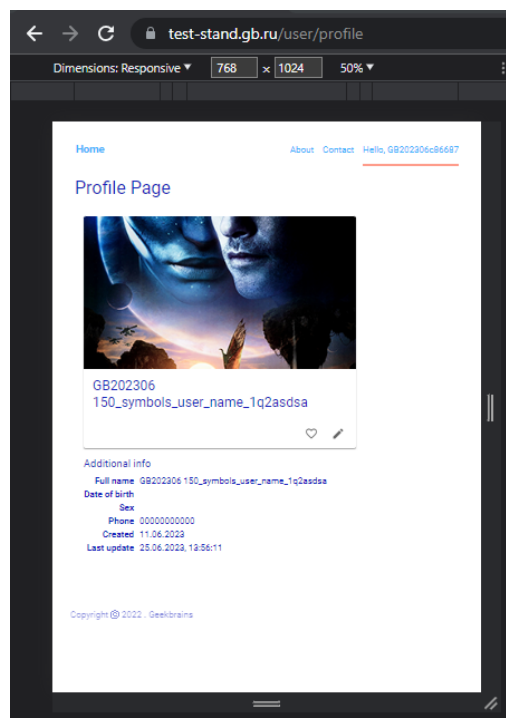 test-stand.gb.ru/user/profile
Dimensions: Responsive ▼ 768 × 1024 50% ▼
Home About Contact Hello, GB202306c86687
Profile Page
GB202306
150_symbols_user_name_1q2asdsa
Additional info
Full name GB202306 150_symbols_user_name_1q2asdsa
Date of birth
Sex
Phone 00000000000
Created 11.06.2023
Last update 25.06.2023, 13:56:11
Copyright © 2022 . Geekbrains